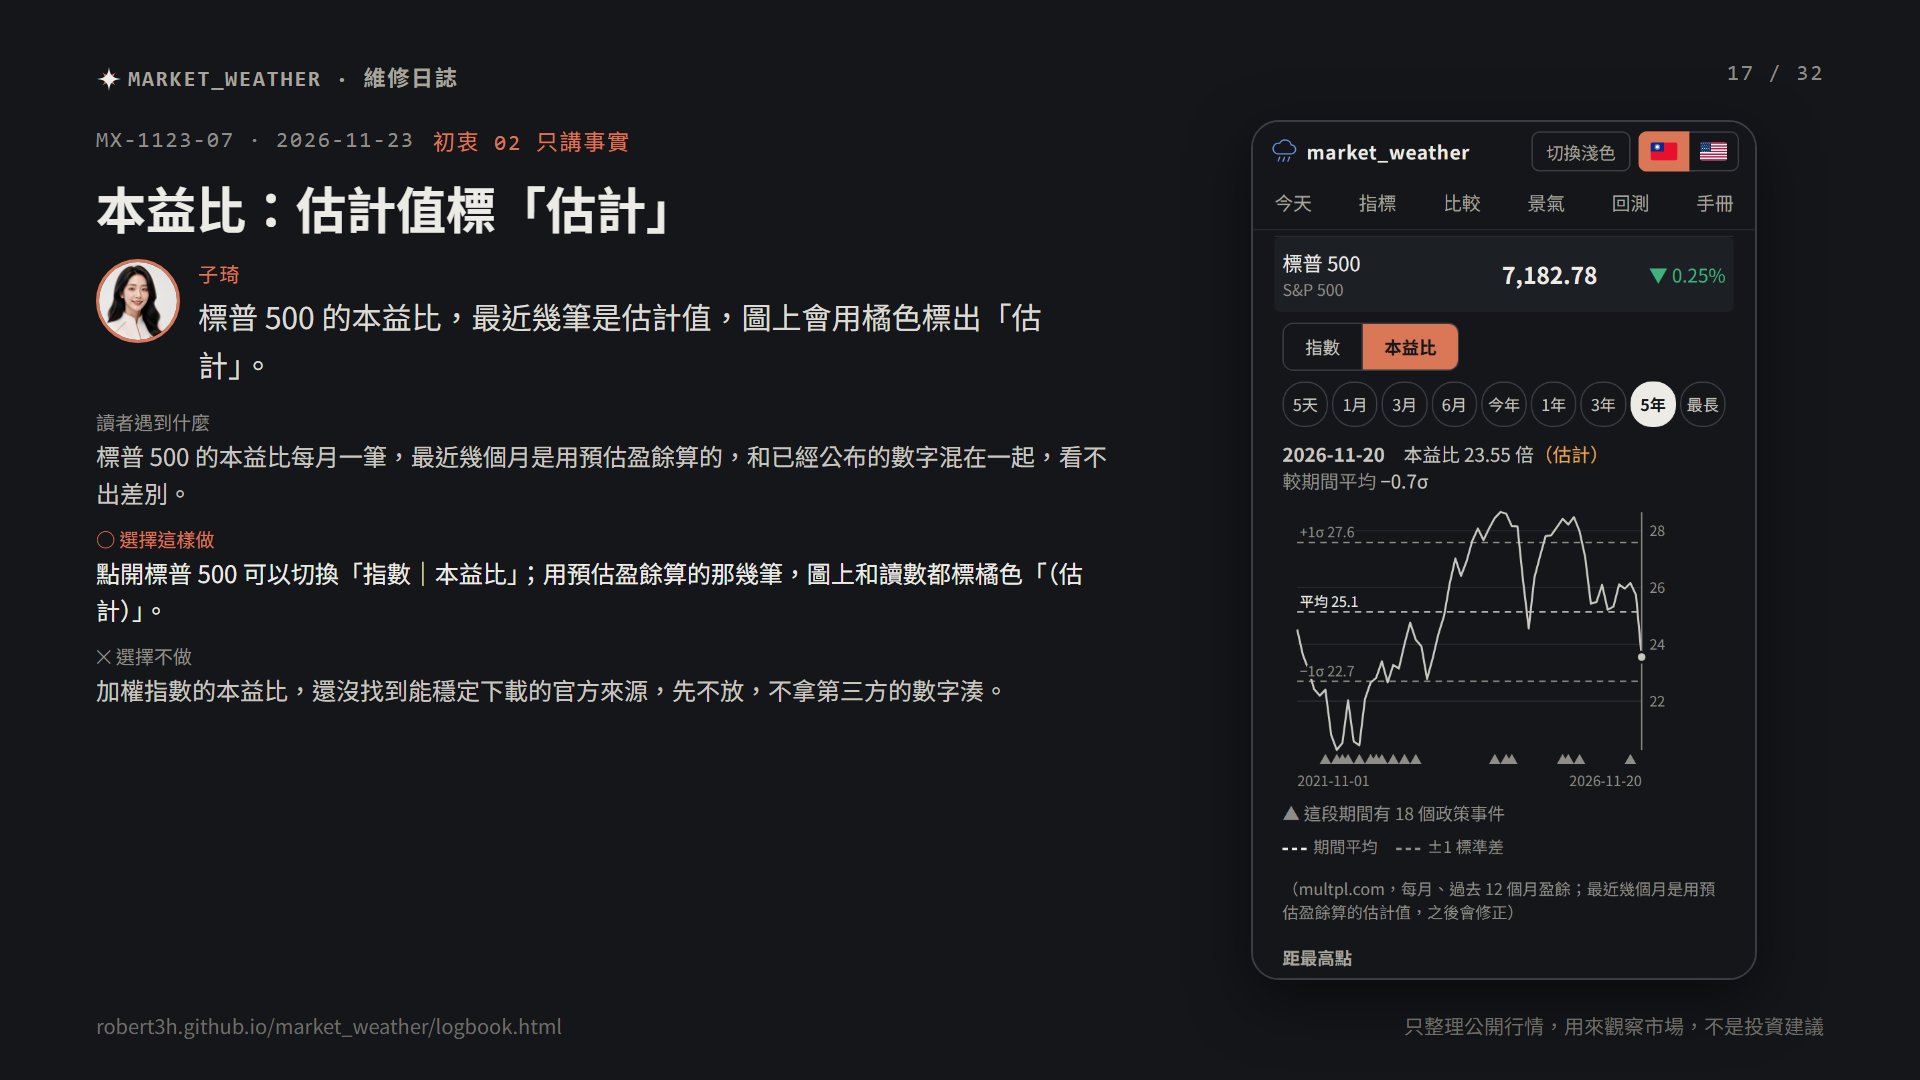 MARKET_WEATHER · 維修日誌
17 / 32
MX-1123-07 · 2026-11-23 初衷 02 只講事實
本益比：估計值標「估計」
子琦
標普 500 的本益比，最近幾筆是估計值，圖上會用橘色標出「估
計」。
讀者遇到什麼
標普 500 的本益比每月一筆，最近幾個月是用預估盈餘算的，和已經公布的數字混在一起，看不
出差別。
○ 選擇這樣做
點開標普 500 可以切換「指數｜本益比」；用預估盈餘算的那幾筆，圖上和讀數都標橘色「（估
計）」。
× 選擇不做
加權指數的本益比，還沒找到能穩定下載的官方來源，先不放，不拿第三方的數字湊。
market_weather
切換淺色
今天 指標 比較 景氣 回測 手冊
標普 500
S&P 500
7,182.78
▼ 0.25%
指數 本益比
5天 1月 3月 6月 今年 1年 3年 5年 最長
2026-11-20 本益比 23.55 倍（估計）
較期間平均 −0.7σ
+1σ 27.6
平均 25.1
−1σ 22.7
28
26
24
22
2021-11-01
2026-11-20
▲ 這段期間有 18 個政策事件
--- 期間平均 --- ±1 標準差
（multpl.com，每月、過去 12 個月盈餘；最近幾個月是用預
估盈餘算的估計值，之後會修正）
距最高點
robert3h.github.io/market_weather/logbook.html
只整理公開行情，用來觀察市場，不是投資建議